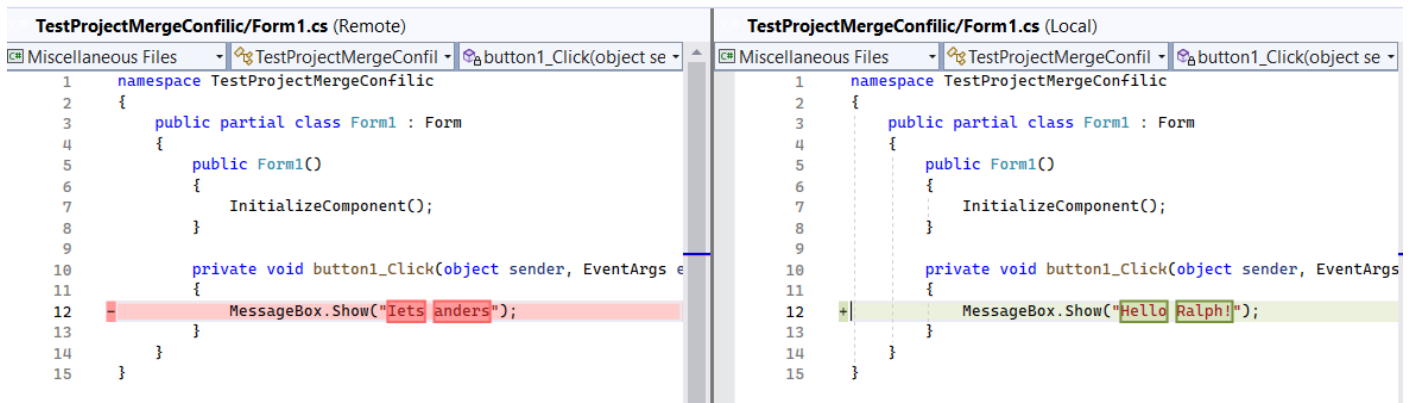 TestProjectMergeConfilic/Form1.cs (Remote)
C# Miscellaneous Files TestProjectMergeConfil button1_Click(object se
1 namespace TestProjectMergeConfilic
2 {
3 public partial class Form1 : Form
4 {
5 public Form1()
6 {
7 InitializeComponent();
8 }
9
10 private void button1_Click(object sender, EventArgs e
11 {
12 - MessageBox.Show("Iets anders");
13 }
14 }
15 }
TestProjectMergeConfilic/Form1.cs (Local)
C# Miscellaneous Files TestProjectMergeConfil button1_Click(object se
1 namespace TestProjectMergeConfilic
2 {
3 public partial class Form1 : Form
4 {
5 public Form1()
6 {
7 InitializeComponent();
8 }
9
10 private void button1_Click(object sender, EventArgs
11 {
12 + MessageBox.Show("Hello Ralph!");
13 }
14 }
15 }